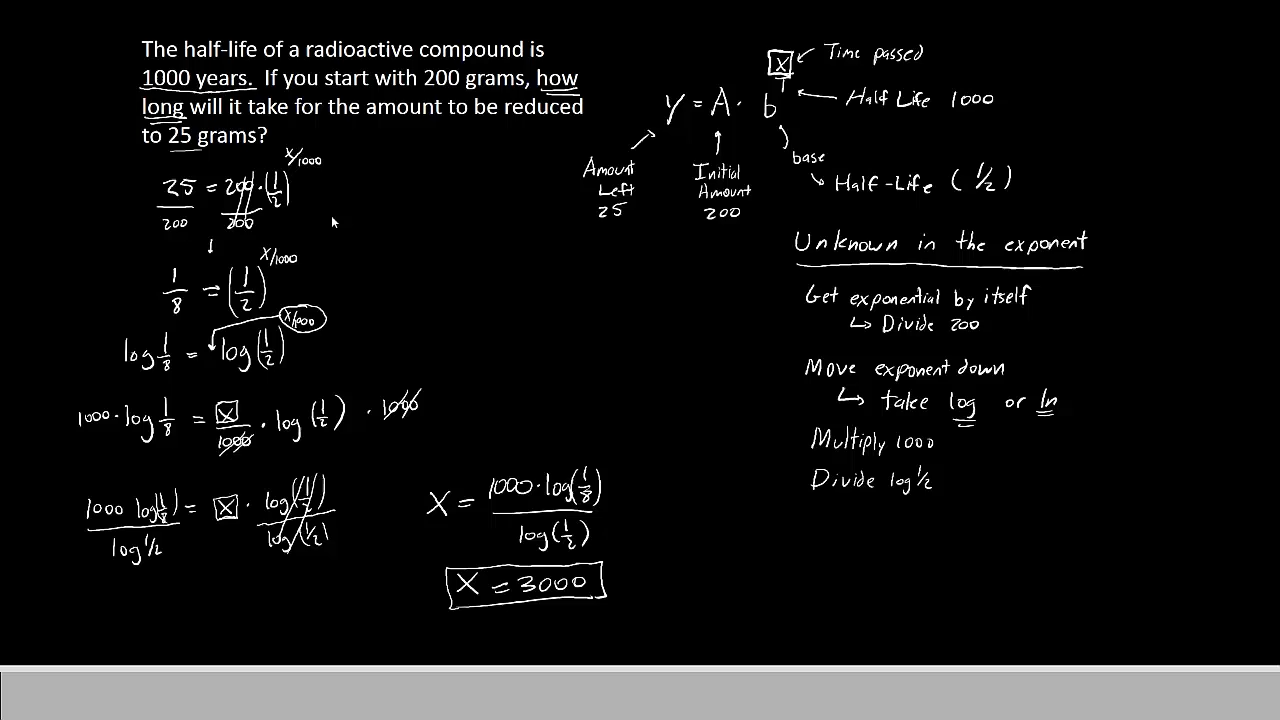 The half-life of a radioactive compound is
1000 years. If you start with 200 grams, how
long will it take for the amount to be reduced
to 25 grams?
25/200 = 200/200 · (1/2)^x/1000
1/8 = (1/2)^x/1000
log 1/8 = log(1/2)^x/1000
1000 · log 1/8 = x/1000 · log(1/2) · 1000
1000 log(1/8)/log 1/2 = x · log(1/2)/log(1/2)
x = 1000 · log(1/8)/log(1/2)
x = 3000
x ← Time passed
y = A · b^x/T
Half Life 1000
base
Half-Life (1/2)
Amount Left 25
Initial Amount 200
Unknown in the exponent
Get exponential by itself
↳ Divide 200
Move exponent down
↳ take log or ln
Multiply 1000
Divide log 1/2